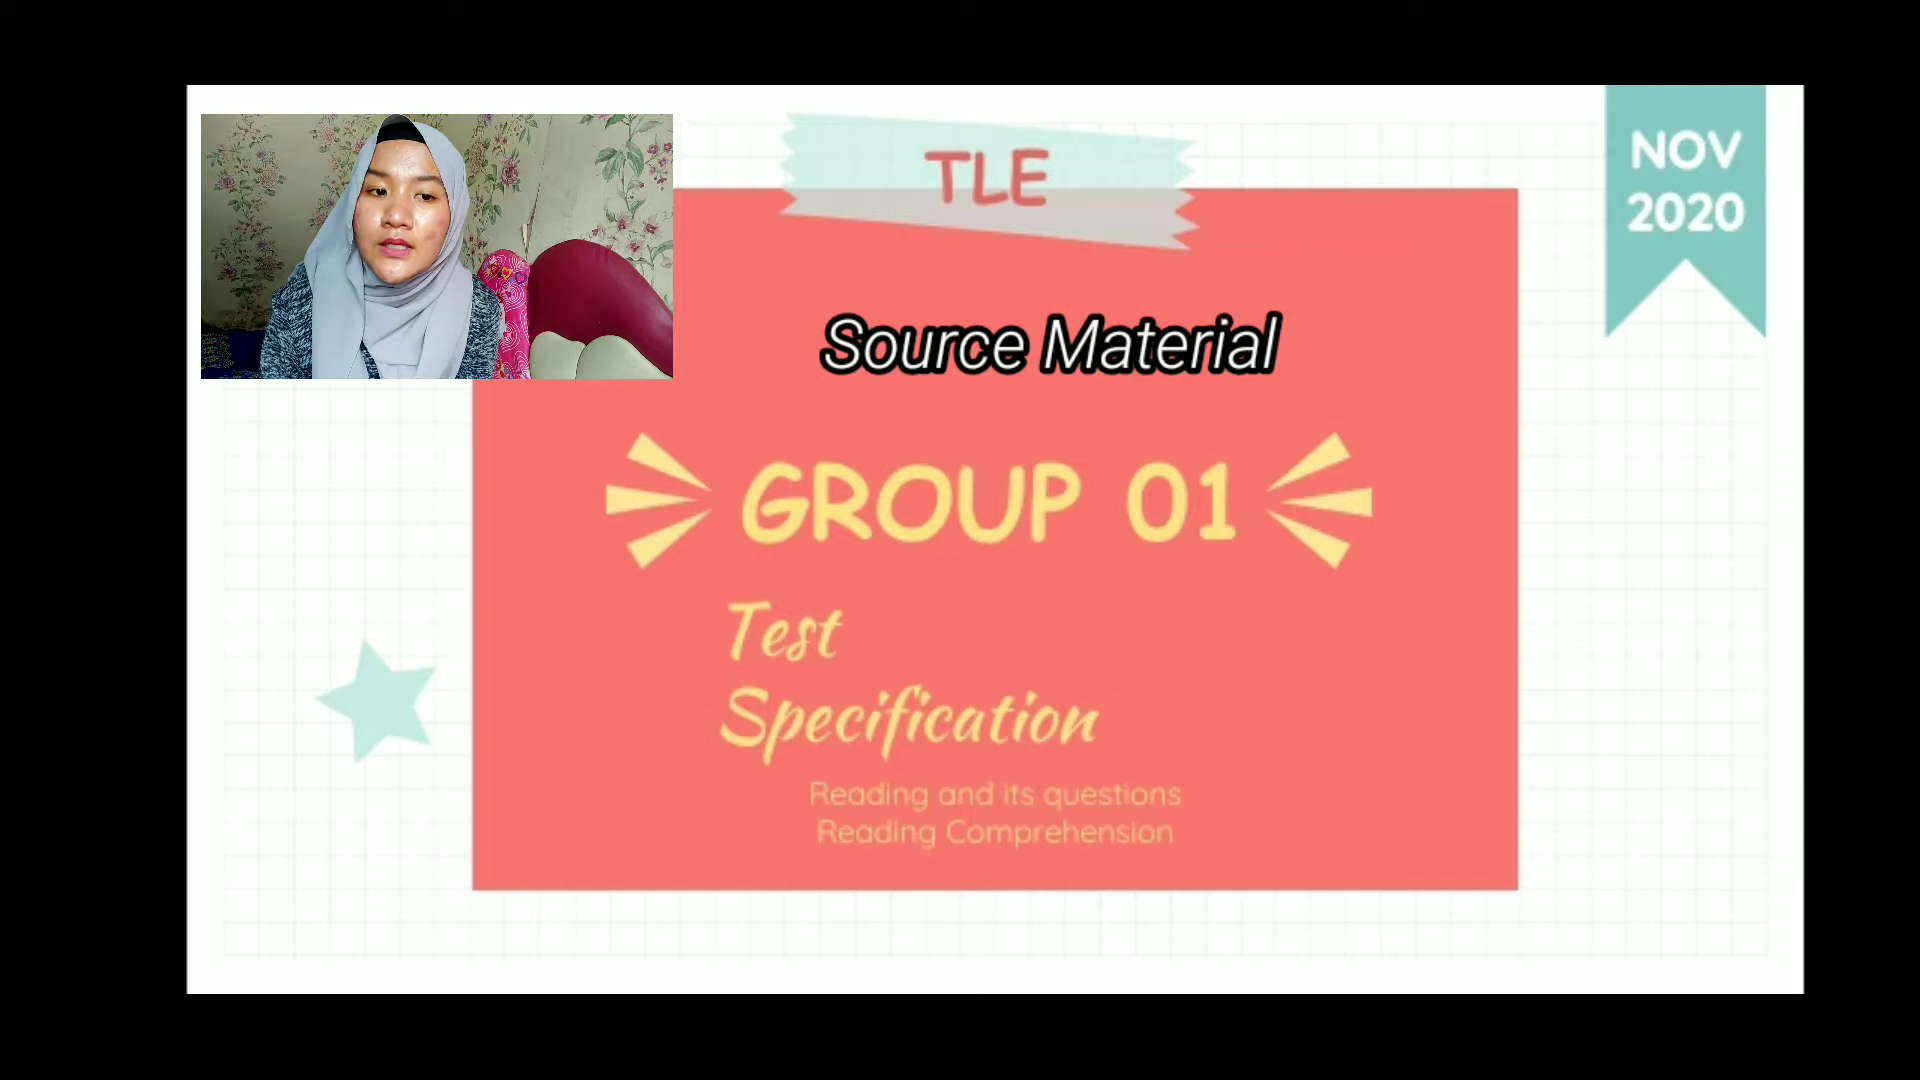 TLE
NOV
2020
Source Material
GROUP 01
Test
Specification
Reading and its questions
Reading Comprehension